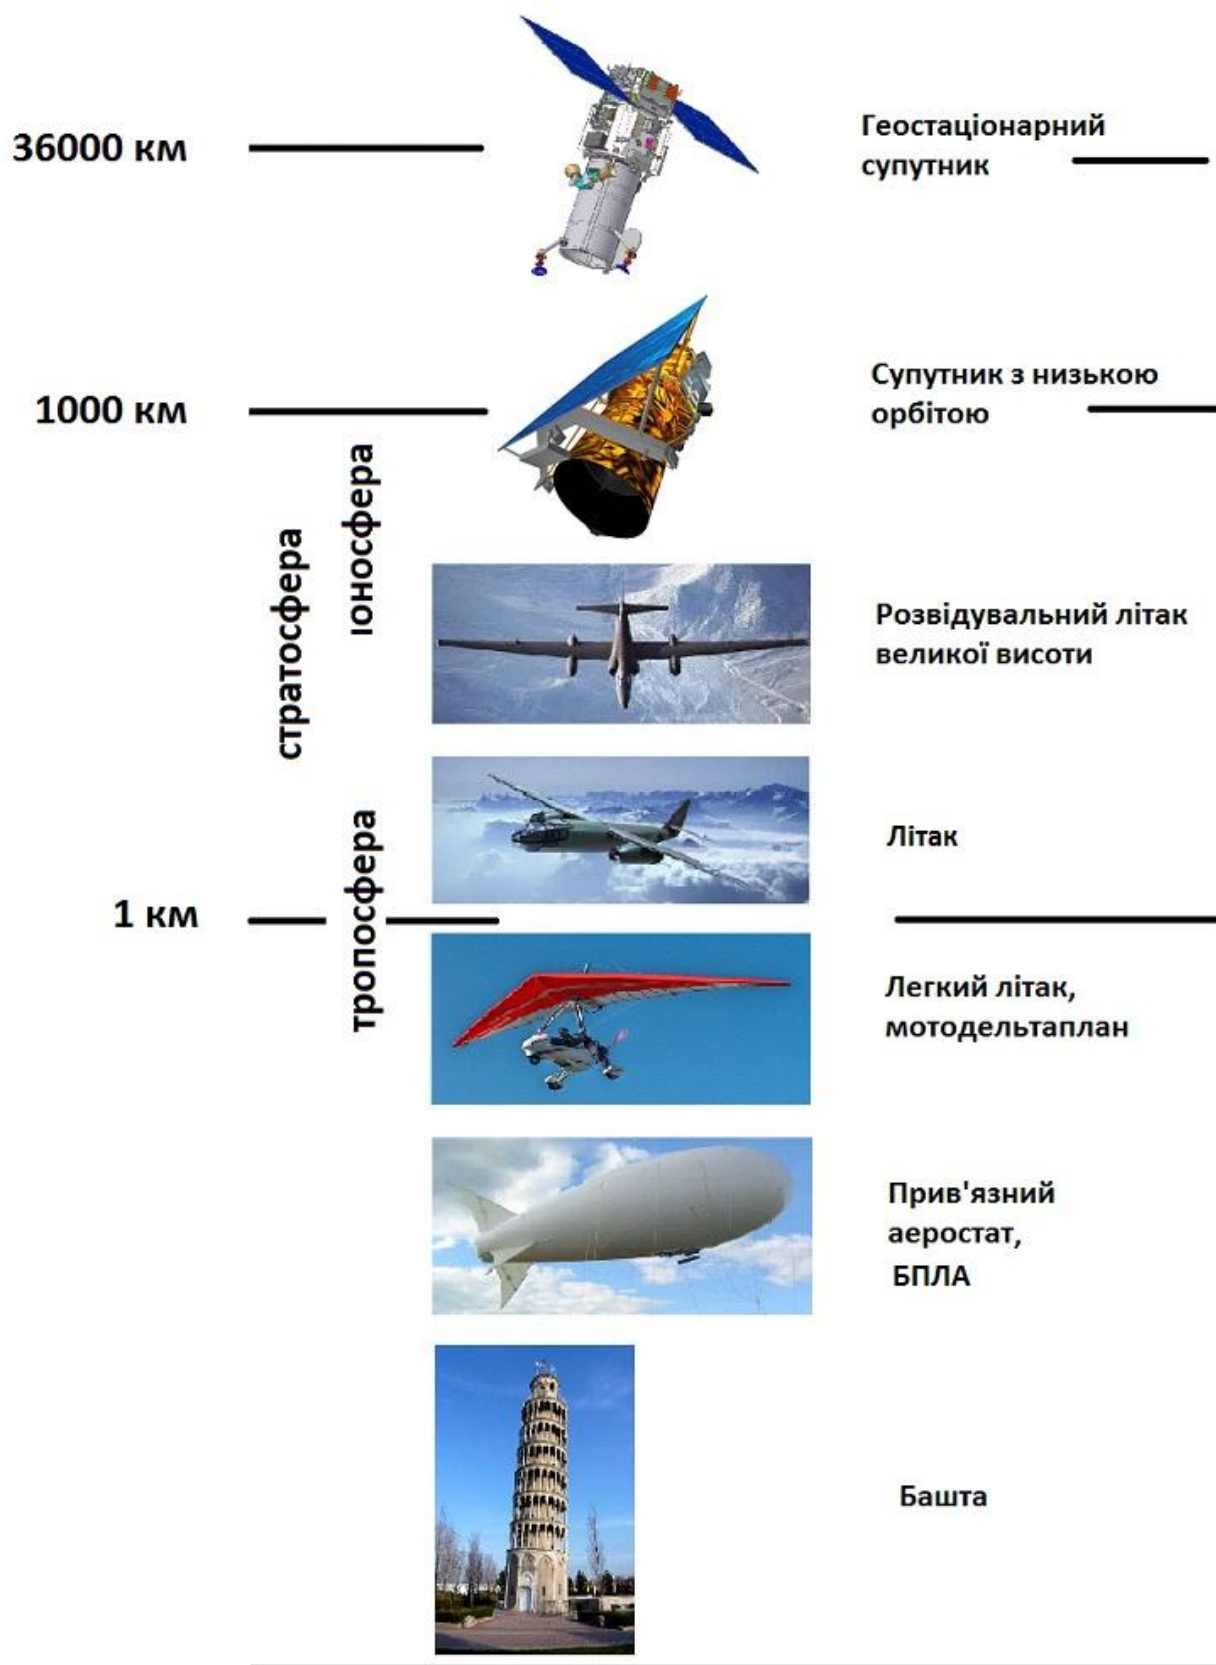 36000 км
Геостаціонарний
супутник
1000 км
Супутник з низькою
орбітою
іоносфера
стратосфера
Розвідувальний літак
великої висоти
Літак
тропосфера
1 км
Легкий літак,
мотодельтаплан
Прив'язний
аеростат,
БПЛА
Башта